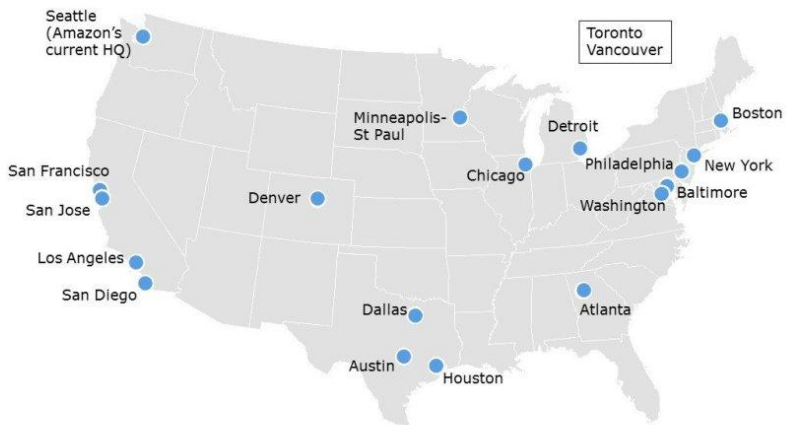 Seattle
(Amazon's
current HQ)
Toronto
Vancouver
Minneapolis-
St Paul
Boston
Detroit
Philadelphia
New York
Chicago
San Francisco
San Jose
Denver
Baltimore
Washington
Los Angeles
San Diego
Dallas
Atlanta
Austin
Houston